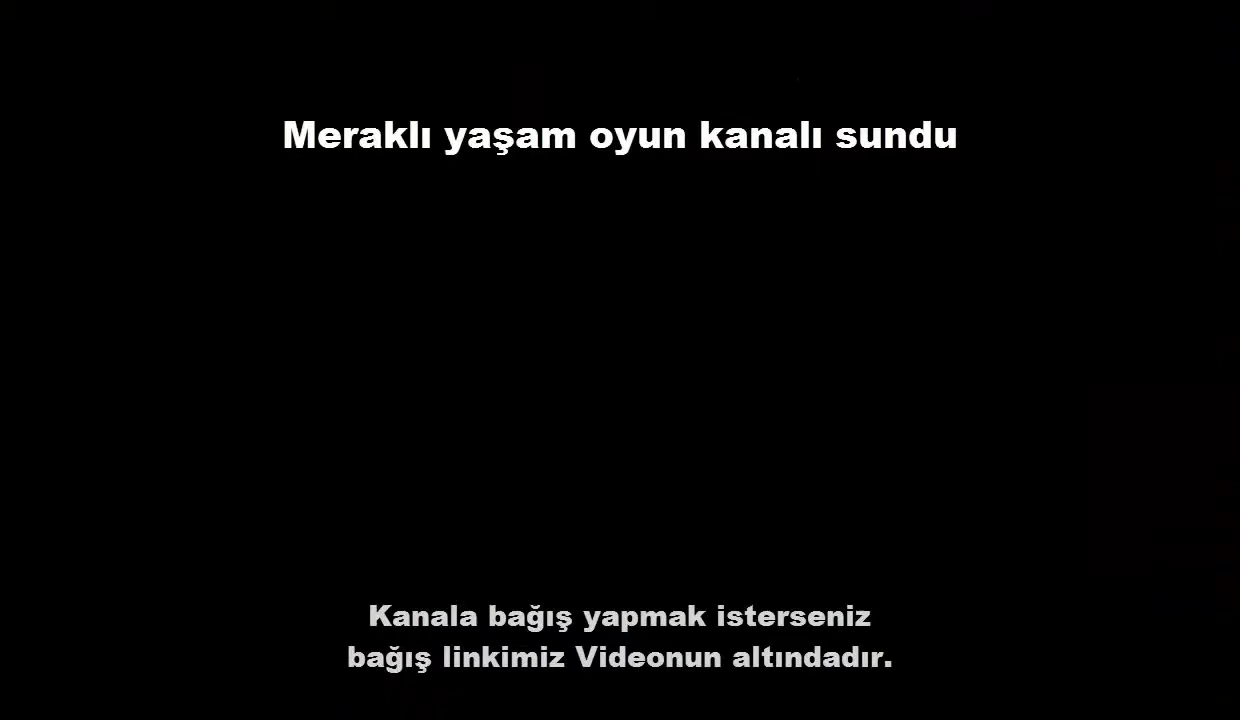 Meraklı yaşam oyun kanalı sundu
Kanala bağış yapmak isterseniz
bağış linkimiz Videonun altındadır.